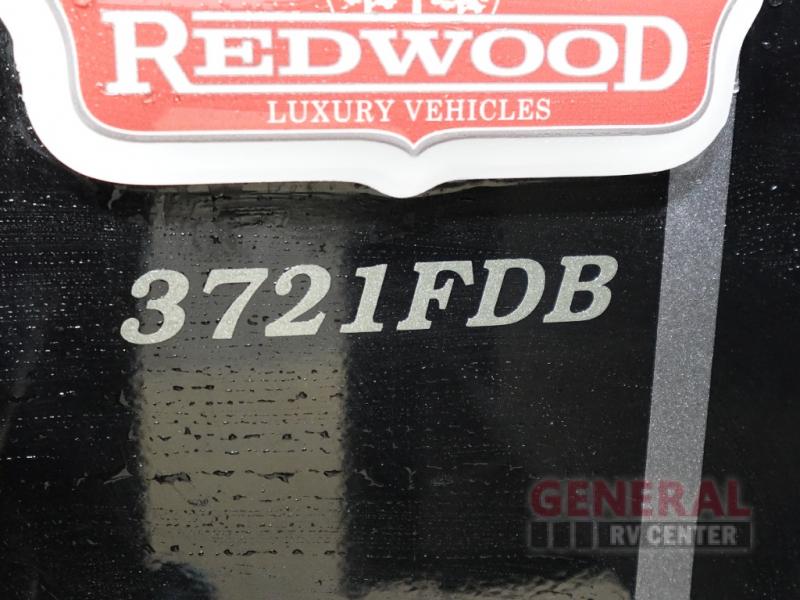 REDWOOD
LUXURY VEHICLES
3721FDB
GENERAL
RV CENTER